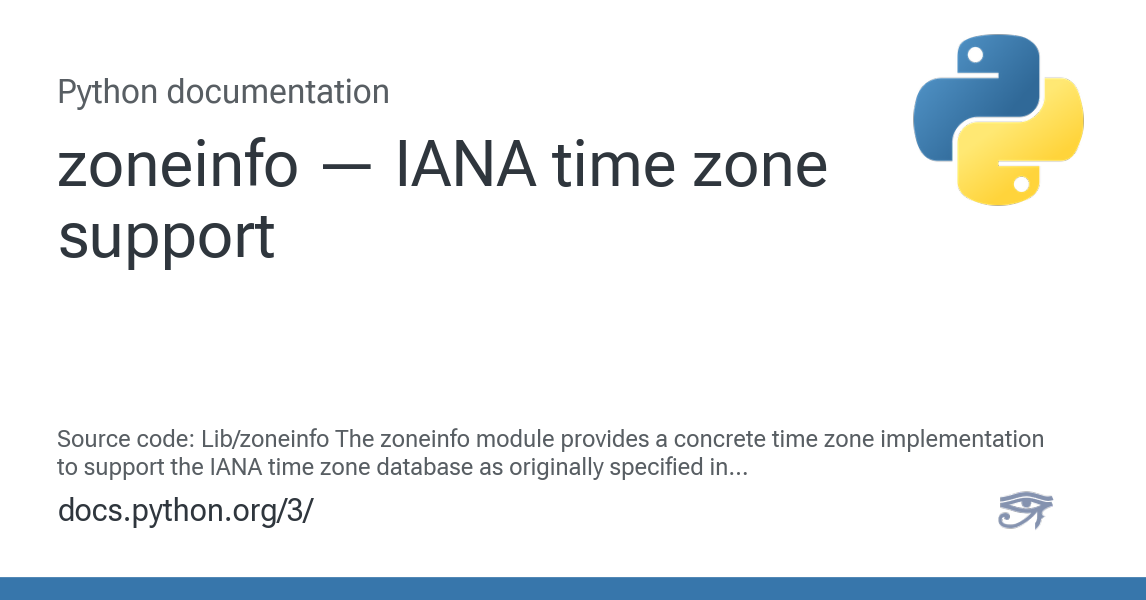 Python documentation
zoneinfo — IANA time zone
support
Source code: Lib/zoneinfo The zoneinfo module provides a concrete time zone implementation
to support the IANA time zone database as originally specified in...
docs.python.org/3/